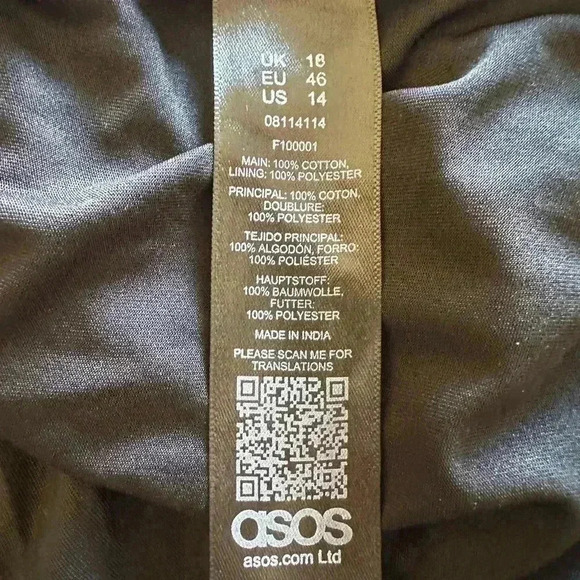 UK 18
EU 46
US 14
08114114
F100001
MAIN: 100% COTTON,
LINING: 100% POLYESTER
PRINCIPAL: 100% COTON,
DOUBLURE:
100% POLYESTER
TEJIDO PRINCIPAL:
100% ALGODÓN, FORRO:
100% POLIÉSTER
HAUPTSTOFF:
100% BAUMWOLLE,
FUTTER:
100% POLYESTER
MADE IN INDIA
PLEASE SCAN ME FOR
TRANSLATIONS
asos
asos.com Ltd